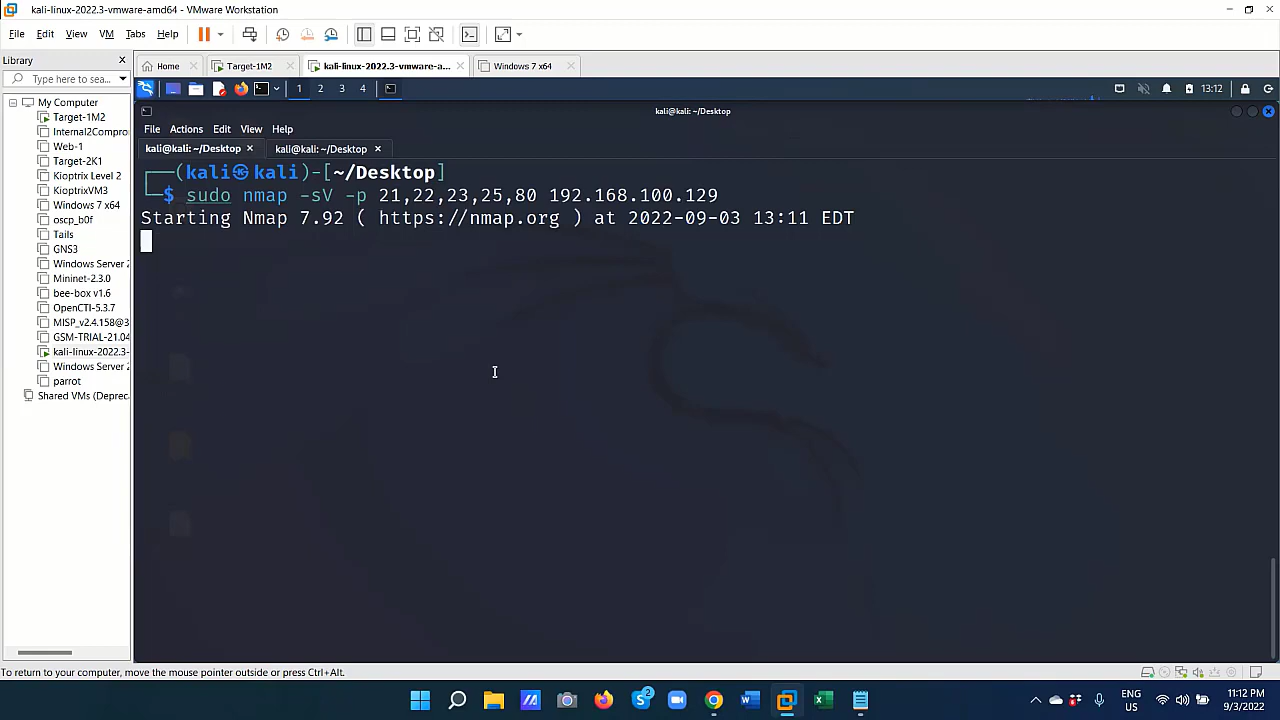 kali-linux-2022.3-vmware-amd64 - VMware Workstation
File Edit View VM Tabs Help
Library
Type here to sea...
Home
Target-1M2
kali-linux-2022.3-vmware-a...
Windows 7 x64
1 2 3 4
13:12
My Computer
Target-1M2
Internal2Compro
Web-1
Target-2K1
Kioptrix Level 2
KioptrixVM3
Windows 7 x64
oscp_b0f
Tails
GNS3
Windows Server 2
Mininet-2.3.0
bee-box v1.6
OpenCTI-5.3.7
MISP_v2.4.158@3
GSM-TRIAL-21.04
kali-linux-2022.3-
Windows Server 2
parrot
Shared VMs (Deprec
kali@kali: ~/Desktop
File Actions Edit View Help
kali@kali: ~/Desktop
kali@kali: ~/Desktop
┌──(kali㉿kali)-[~/Desktop]
└─$ sudo nmap -sV -p 21,22,23,25,80 192.168.100.129
Starting Nmap 7.92 ( https://nmap.org ) at 2022-09-03 13:11 EDT
To return to your computer, move the mouse pointer outside or press Ctrl+Alt.
2
ENG
US
11:12 PM
9/3/2022